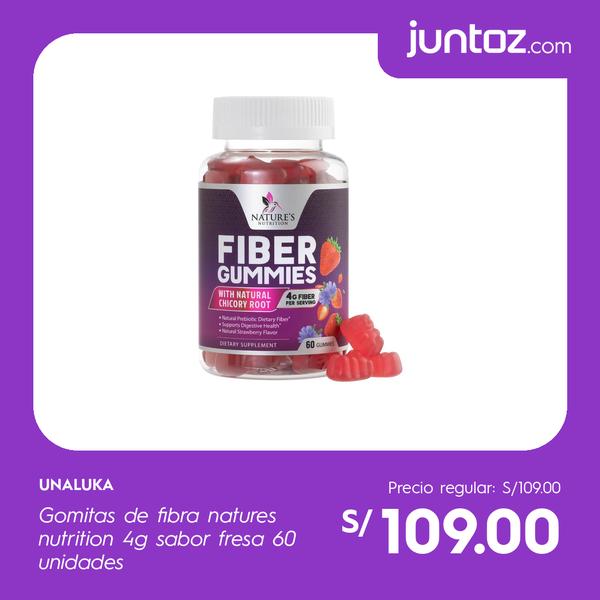 juntoz.com
NATURE'S
NUTRITION
FIBER
GUMMIES
WITH NATURAL
CHICORY ROOT
4G FIBER
PER SERVING
• Natural Prebiotic Dietary Fiber*
• Supports Digestive Health*
• Natural Strawberry Flavor
DIETARY SUPPLEMENT
60 GUMMIES
UNALUKA
Gomitas de fibra natures
nutrition 4g sabor fresa 60
unidades
Precio regular: S/109.00
S/109.00